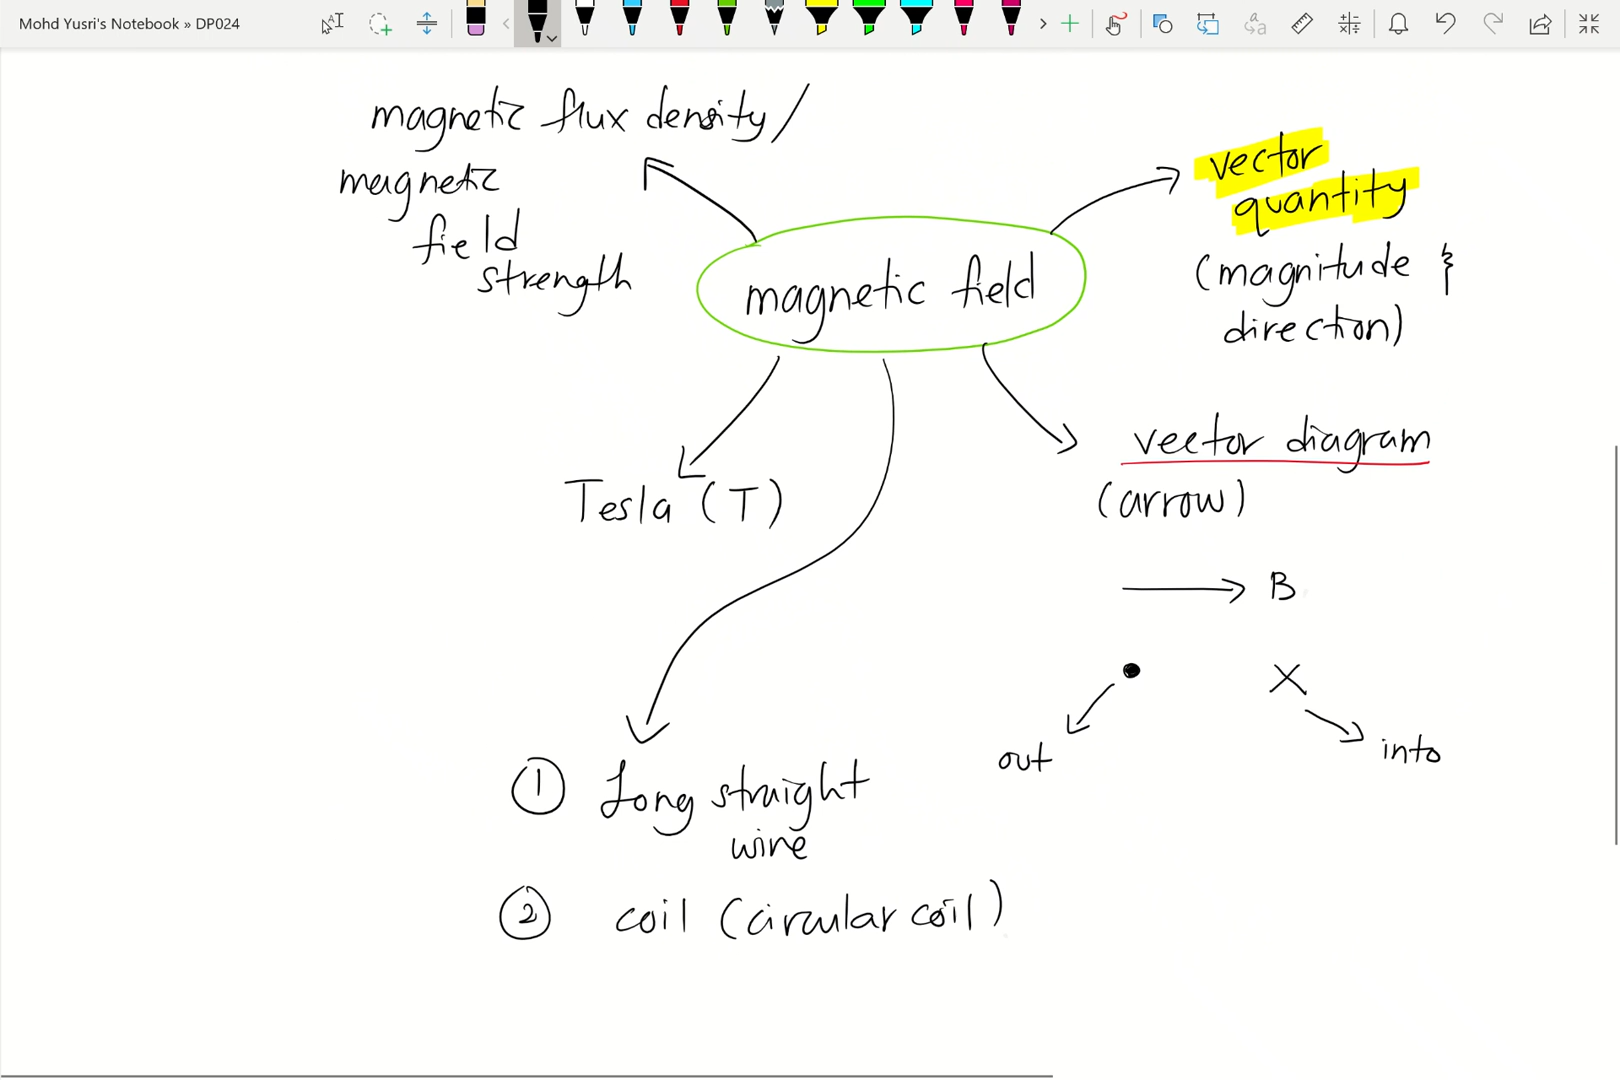 Mohd Yusri's Notebook » DP024
magnetic flux density/
magnetic
field
strength
vector
quantity
(magnitude &
direction)
magnetic field
vector diagram
(arrow)
Tesla (T)
B
• X
out
into
① Long straight
wire
② coil (circular coil)